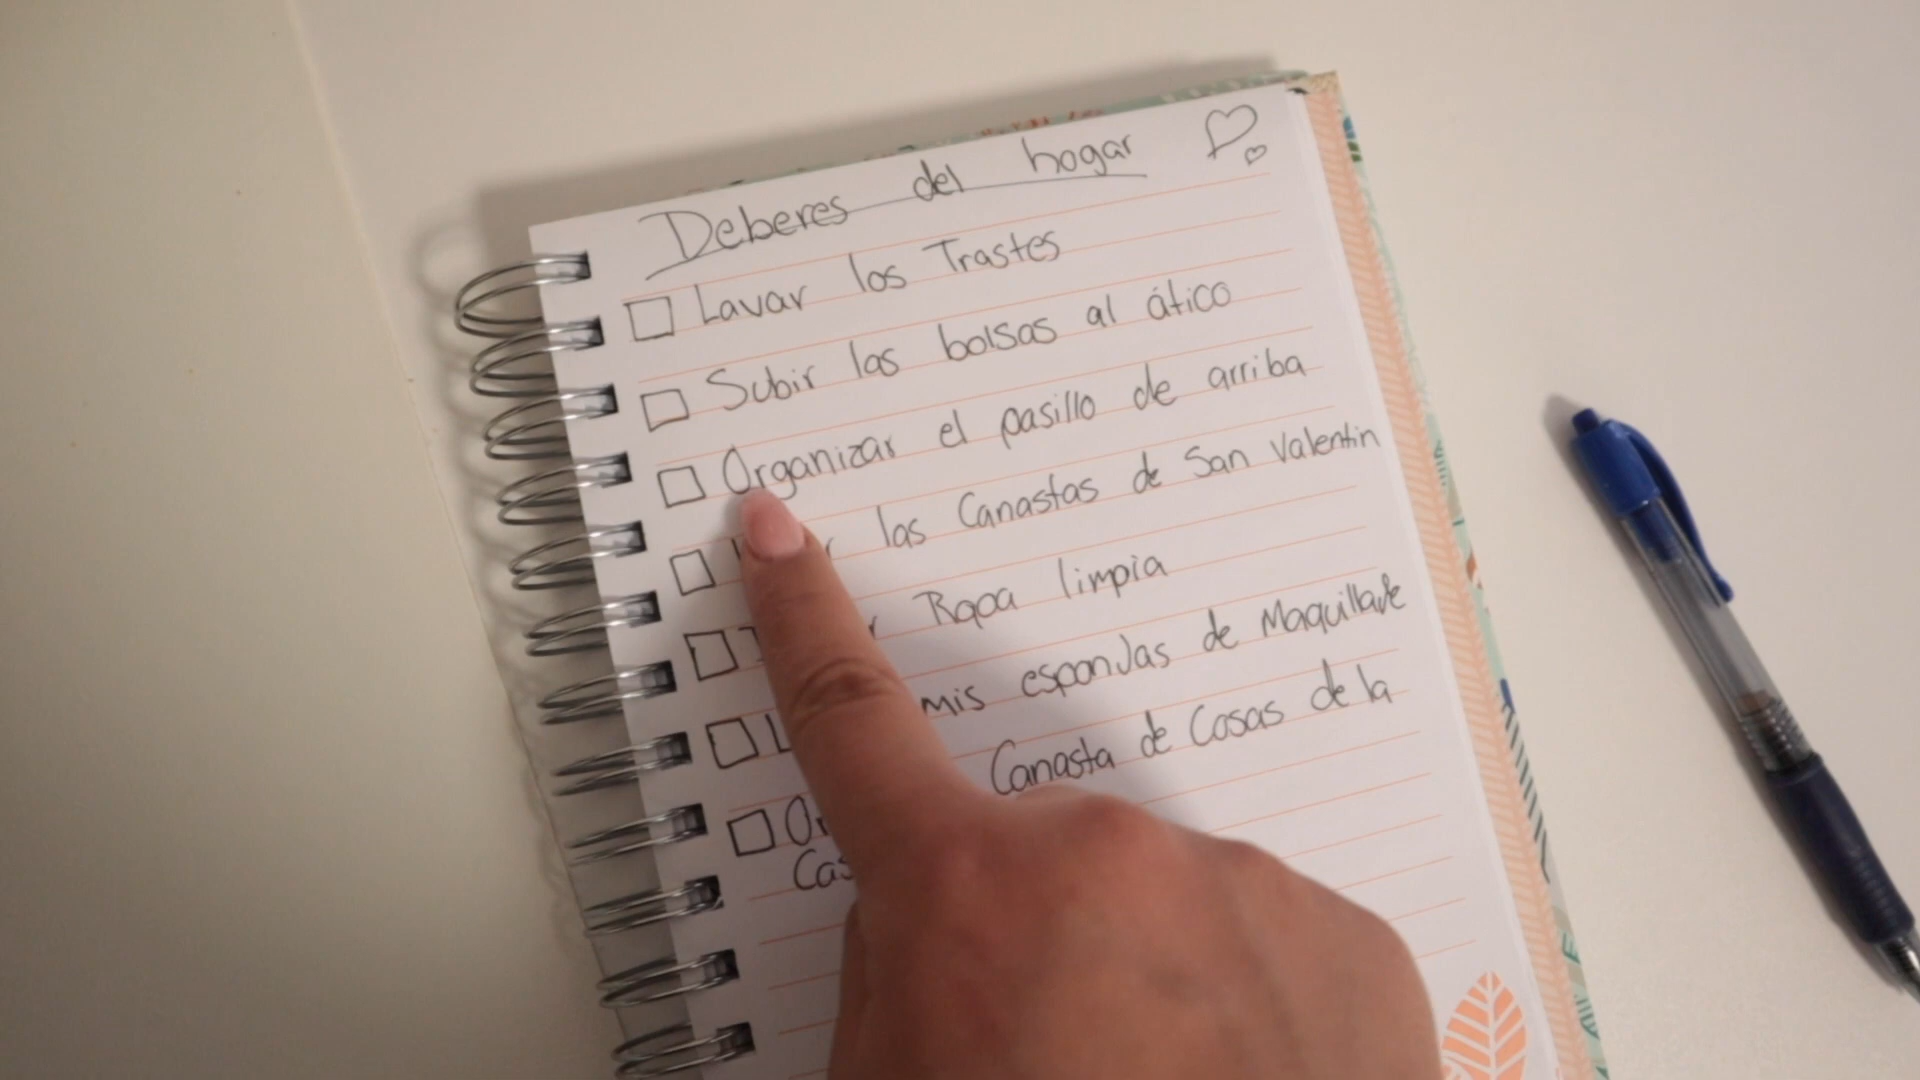 Deberes del hogar
Lavar los Trastes
Subir las bolsas al ático
Organizar el pasillo de arriba
las Canastas de San Valentin
Ropa limpia
mis esponJas de Maquillaje
Canasta de Cosas de la